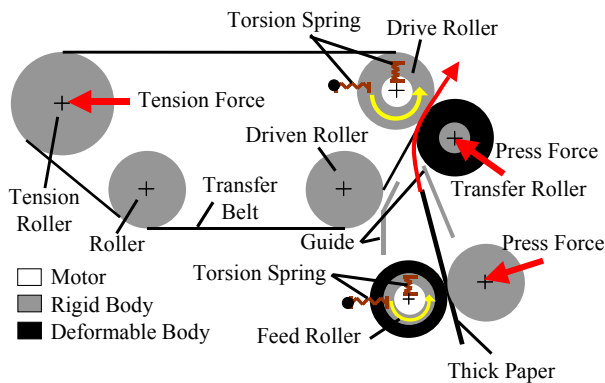 Torsion Spring
Drive Roller
Tension Force
Driven Roller
Press Force
Transfer Roller
Tension
Roller
Roller
Transfer
Belt
Guide
Press Force
Motor
Rigid Body
Deformable Body
Torsion Spring
Feed Roller
Thick Paper